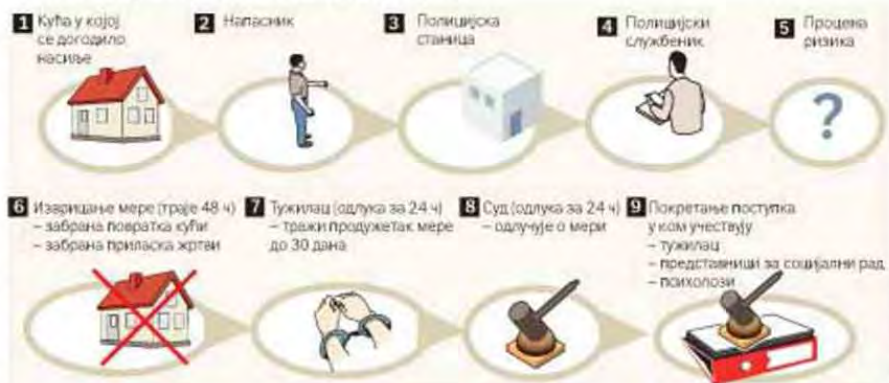 1 Кућа у којој
се догодило
насиље
2 Напасник
3 Полицијска
станица
4 Полицијски
службеник
5 Процена
ризика
?
6 Изрицање мере (траје 48 ч)
– забрана повратка кући
– забрана приласка жртви
7 Тужилац (одлука за 24 ч)
– тражи продужетак мере
до 30 дана
8 Суд (одлука за 24 ч)
– одлучује о мери
9 Покретање поступка
у ком учествују
– тужилац
– представници за социјални рад
– психолози